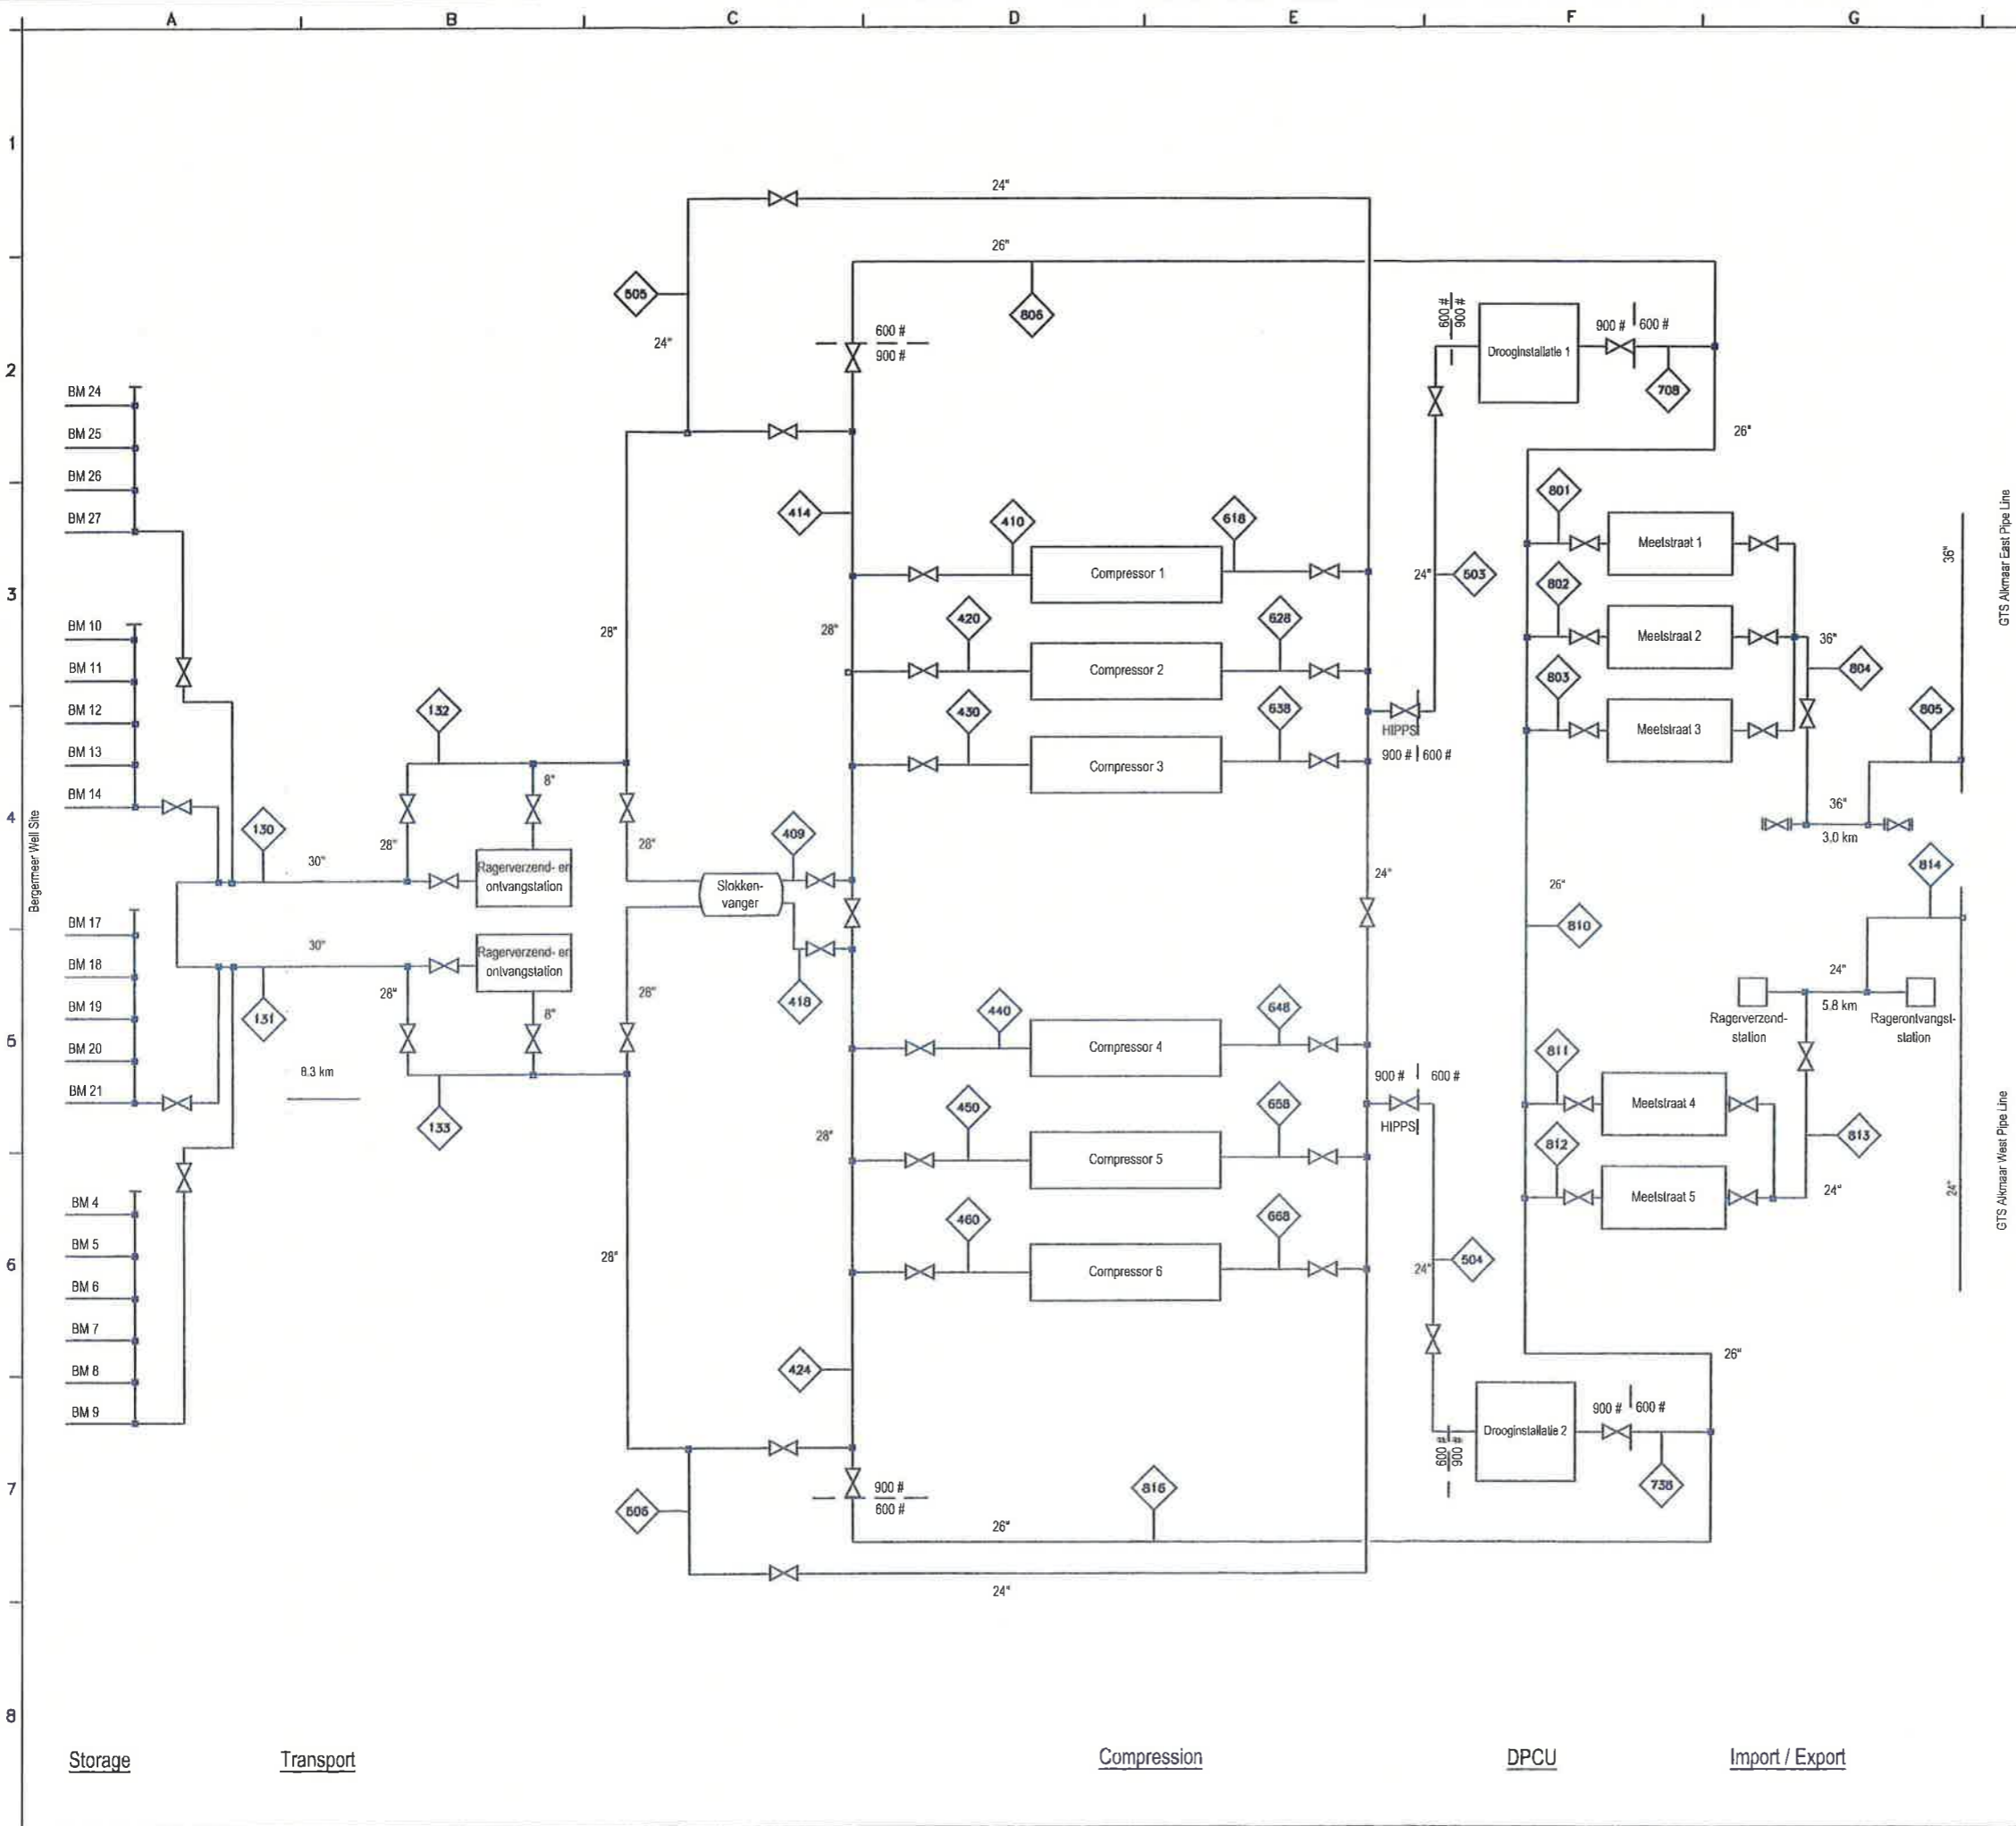 A B C D E F G
1
2
3
4
5
6
7
8
Bergermeer Well Site
BM 24
BM 25
BM 26
BM 27
BM 10
BM 11
BM 12
BM 13
BM 14
BM 17
BM 18
BM 19
BM 20
BM 21
BM 4
BM 5
BM 6
BM 7
BM 8
BM 9
130
30"
131
30"
8.3 km
132
28"
8"
Ragerverzend- en
ontvangstation
Ragerverzend- en
ontvangstation
28"
8"
133
28"
28"
28"
28"
Slokken-
vanger
409
418
24"
505
24"
26"
806
600 #
900 #
414
28"
410
Compressor 1
618
420
Compressor 2
628
430
Compressor 3
638
24"
440
Compressor 4
648
450
Compressor 5
658
28"
460
Compressor 6
668
424
900 #
600 #
26"
816
24"
HIPPS
900 # 600 #
24"
503
600 #
900 #
Drooginstallatie 1
900 # 600 #
708
26"
900 # 600 #
HIPPS
24"
504
600 #
900 #
Drooginstallatie 2
900 # 600 #
738
26"
801
Meetstraat 1
802
Meetstraat 2
803
Meetstraat 3
36"
804
805
36"
3.0 km
36"
GTS Alkmaar East Pipe Line
26"
810
814
24"
5.8 km
Ragerverzend-
station
Ragerontvangst-
station
811
Meetstraat 4
812
Meetstraat 5
813
24"
24"
GTS Alkmaar West Pipe Line
Storage
Transport
Compression
DPCU
Import / Export